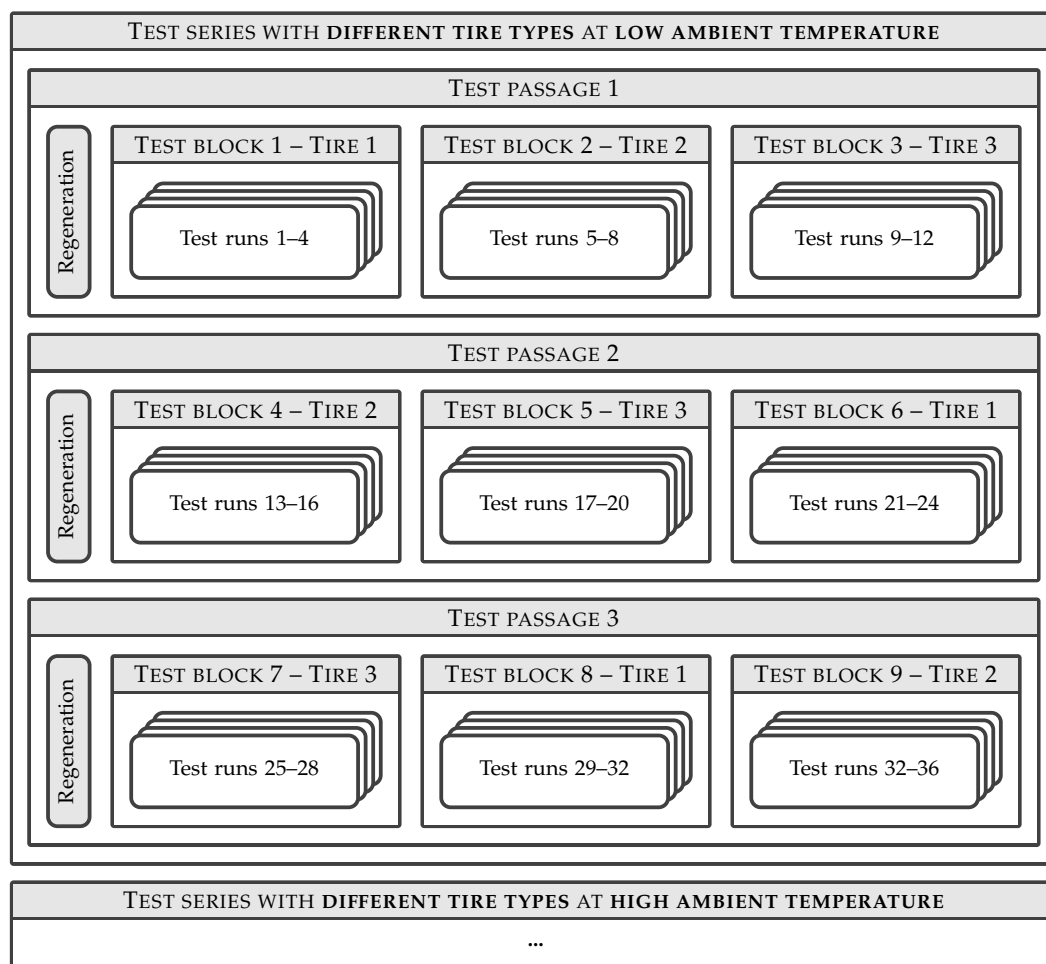 TEST SERIES WITH DIFFERENT TIRE TYPES AT LOW AMBIENT TEMPERATURE
TEST PASSAGE 1
Regeneration
TEST BLOCK 1 – TIRE 1
Test runs 1–4
TEST BLOCK 2 – TIRE 2
Test runs 5–8
TEST BLOCK 3 – TIRE 3
Test runs 9–12
TEST PASSAGE 2
Regeneration
TEST BLOCK 4 – TIRE 2
Test runs 13–16
TEST BLOCK 5 – TIRE 3
Test runs 17–20
TEST BLOCK 6 – TIRE 1
Test runs 21–24
TEST PASSAGE 3
Regeneration
TEST BLOCK 7 – TIRE 3
Test runs 25–28
TEST BLOCK 8 – TIRE 1
Test runs 29–32
TEST BLOCK 9 – TIRE 2
Test runs 32–36
TEST SERIES WITH DIFFERENT TIRE TYPES AT HIGH AMBIENT TEMPERATURE
...